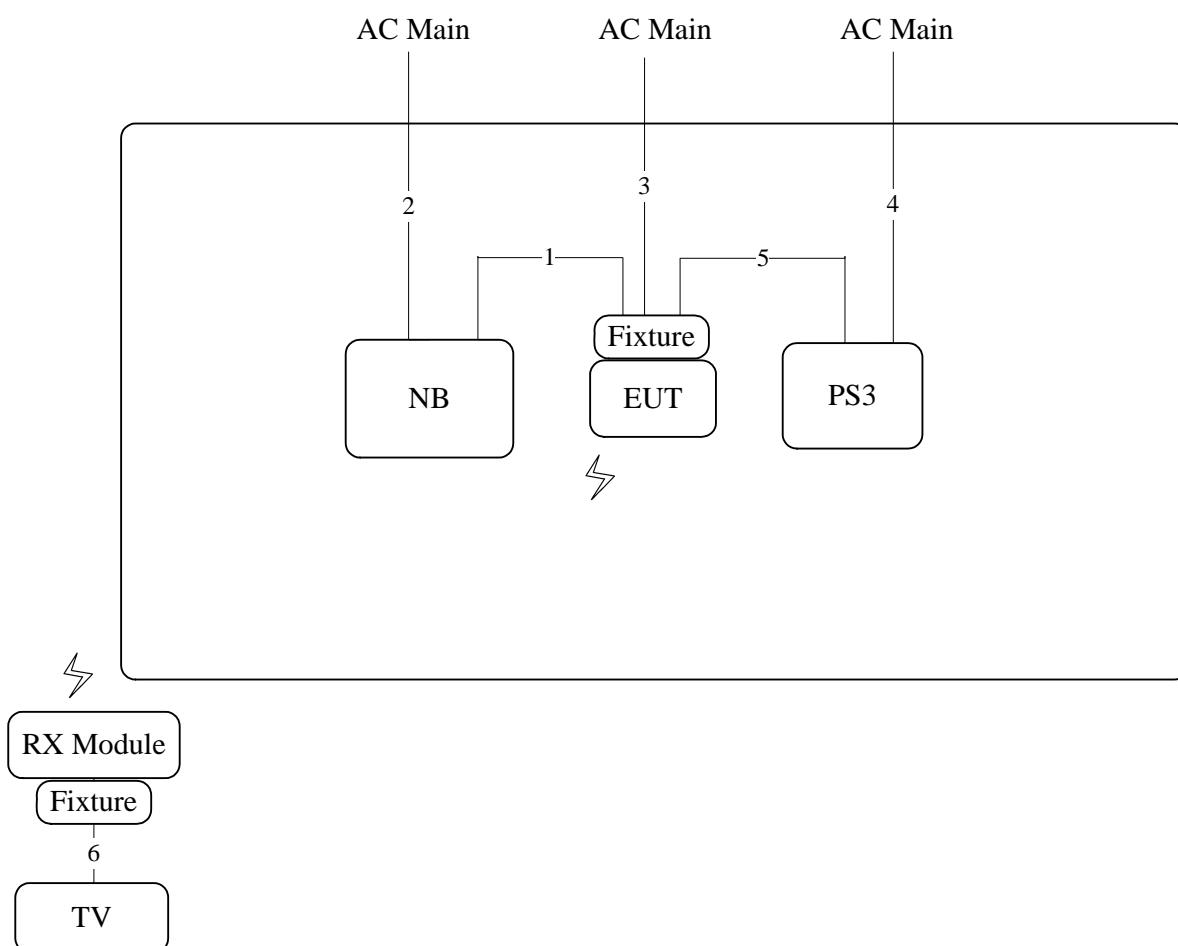 AC Main
AC Main
AC Main
2
3
4
1
5
Fixture
NB
EUT
PS3
RX Module
Fixture
6
TV